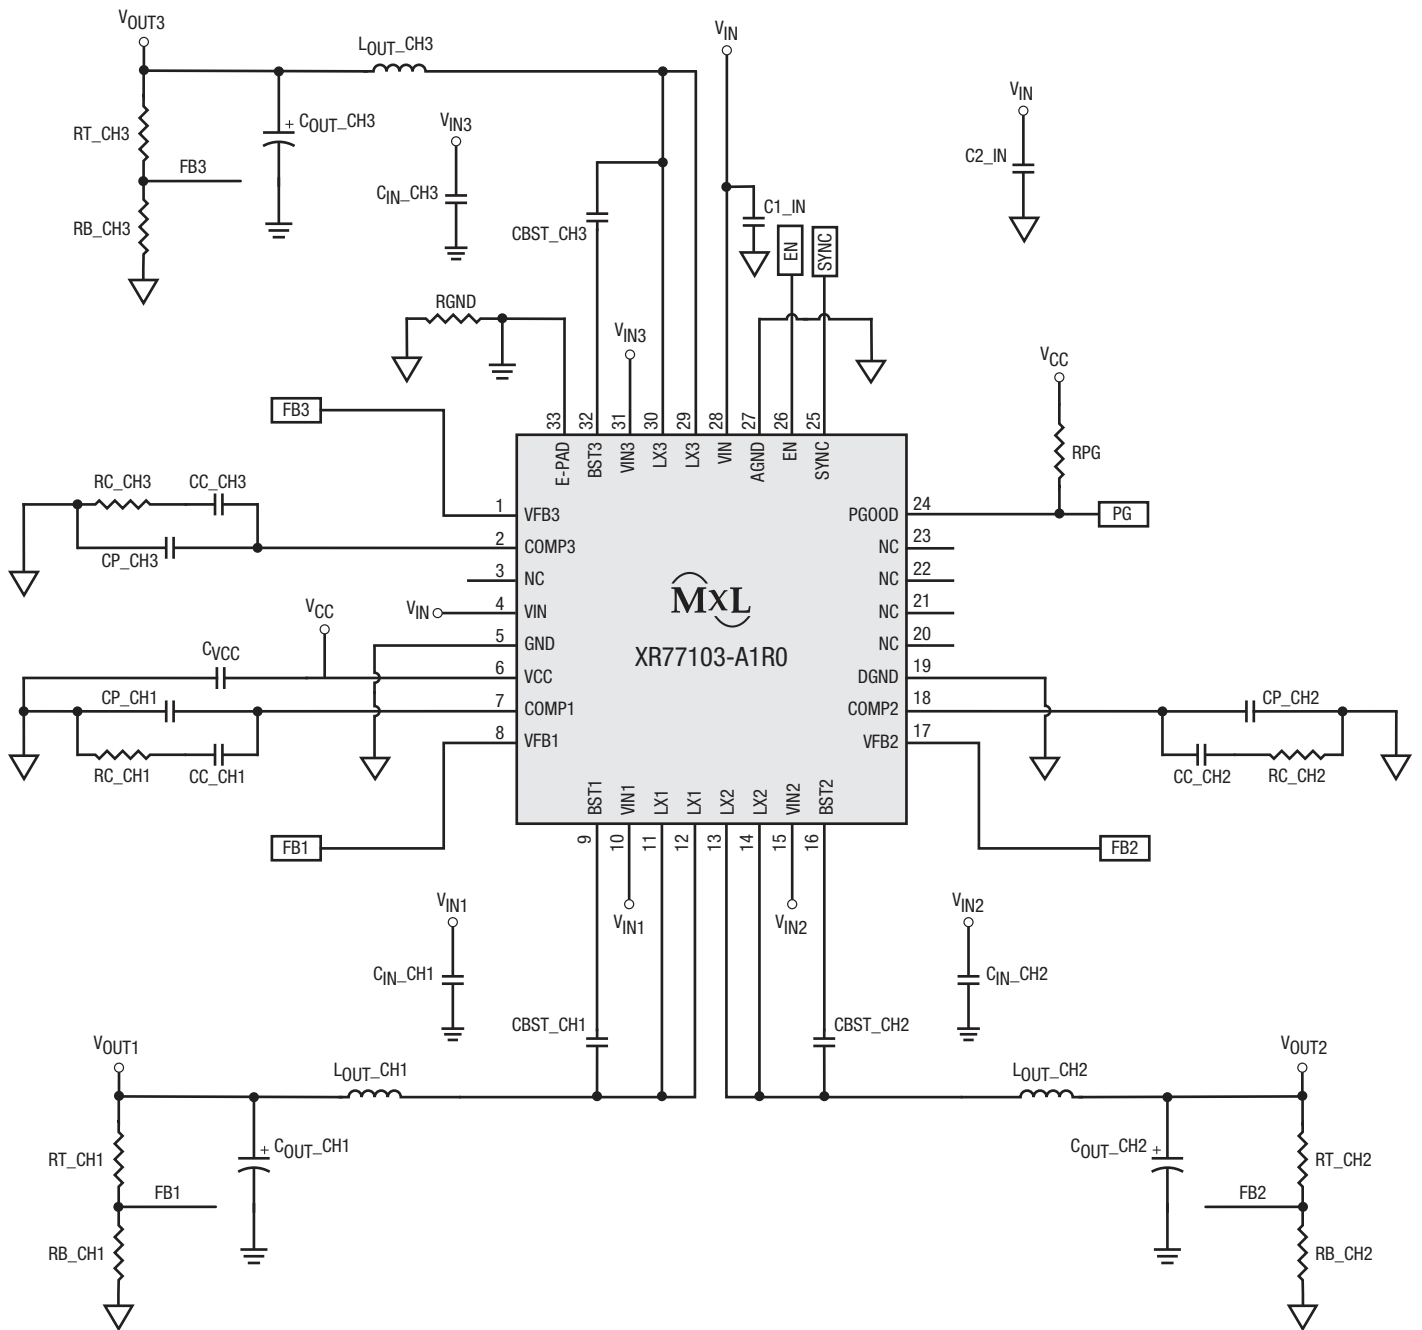 VOUT3
LOUT_CH3
VIN
VIN
RT_CH3
+ COUT_CH3
VIN3
C2_IN
FB3
CIN_CH3
C1_IN
RB_CH3
CBST_CH3
EN
SYNC
RGND
VIN3
VCC
FB3
33
32
31
30
29
28
27
26
25
E-PAD
BST3
VIN3
LX3
LX3
VIN
AGND
EN
SYNC
RPG
RC_CH3
CC_CH3
1 VFB3
PGOOD 24
PG
2 COMP3
NC 23
CP_CH3
3 NC
NC 22
VIN
4 VIN
MxL
NC 21
VCC
5 GND
NC 20
CVCC
XR77103-A1R0
6 VCC
DGND 19
CP_CH1
7 COMP1
COMP2 18
CP_CH2
8 VFB1
VFB2 17
RC_CH1
CC_CH1
CC_CH2
RC_CH2
BST1
VIN1
LX1
LX1
LX2
LX2
VIN2
BST2
9
10
11
12
13
14
15
16
FB1
FB2
VIN1
VIN1
VIN2
VIN2
CIN_CH1
CIN_CH2
CBST_CH1
CBST_CH2
VOUT1
VOUT2
LOUT_CH1
LOUT_CH2
RT_CH1
+ COUT_CH1
COUT_CH2 +
RT_CH2
FB1
FB2
RB_CH1
RB_CH2